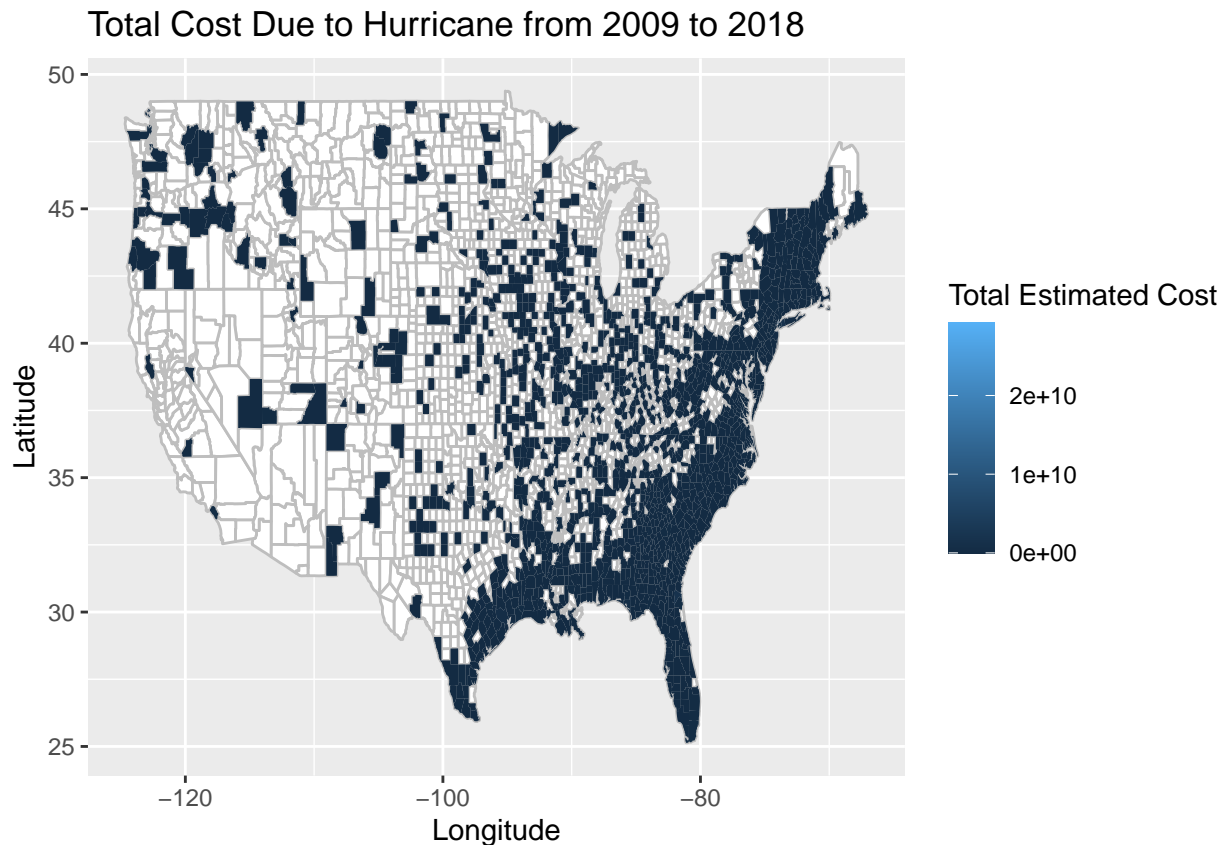 Total Cost Due to Hurricane from 2009 to 2018
50
45
40
35
30
25
Latitude
−120
−100
−80
Longitude
Total Estimated Cost
2e+10
1e+10
0e+00